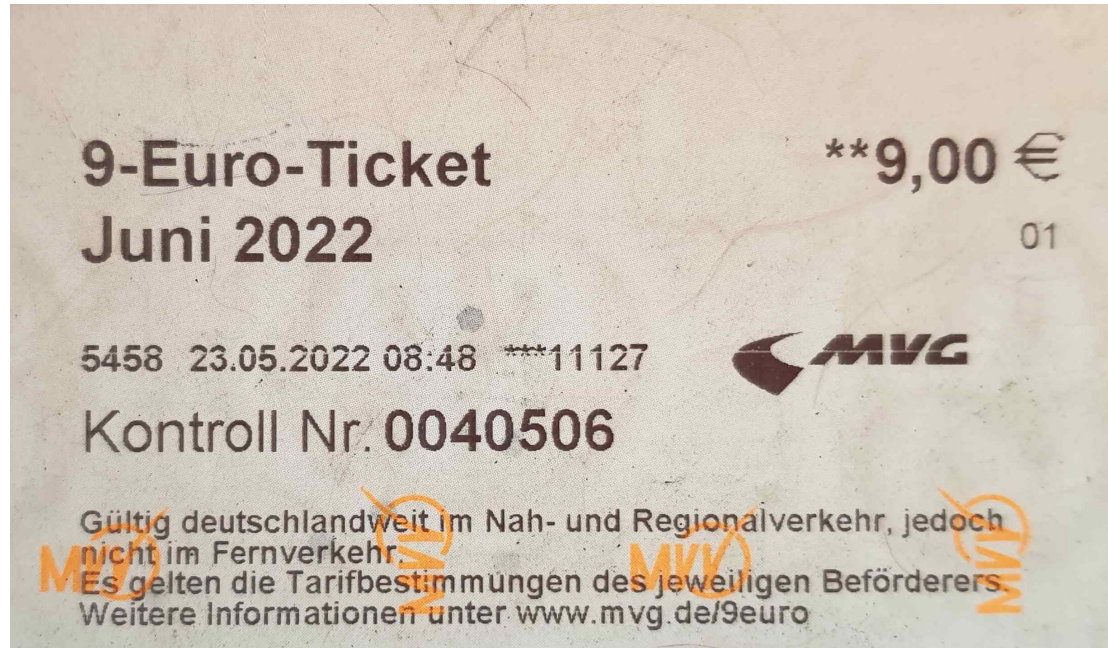 9-Euro-Ticket **9,00 €
Juni 2022 01
5458 23.05.2022 08:48 ***11127 MVG
Kontroll Nr. 0040506
Gültig deutschlandweit im Nah- und Regionalverkehr, jedoch
nicht im Fernverkehr.
Es gelten die Tarifbestimmungen des jeweiligen Beförderers.
Weitere Informationen unter www.mvg.de/9euro
MVV MVV MVV MVV